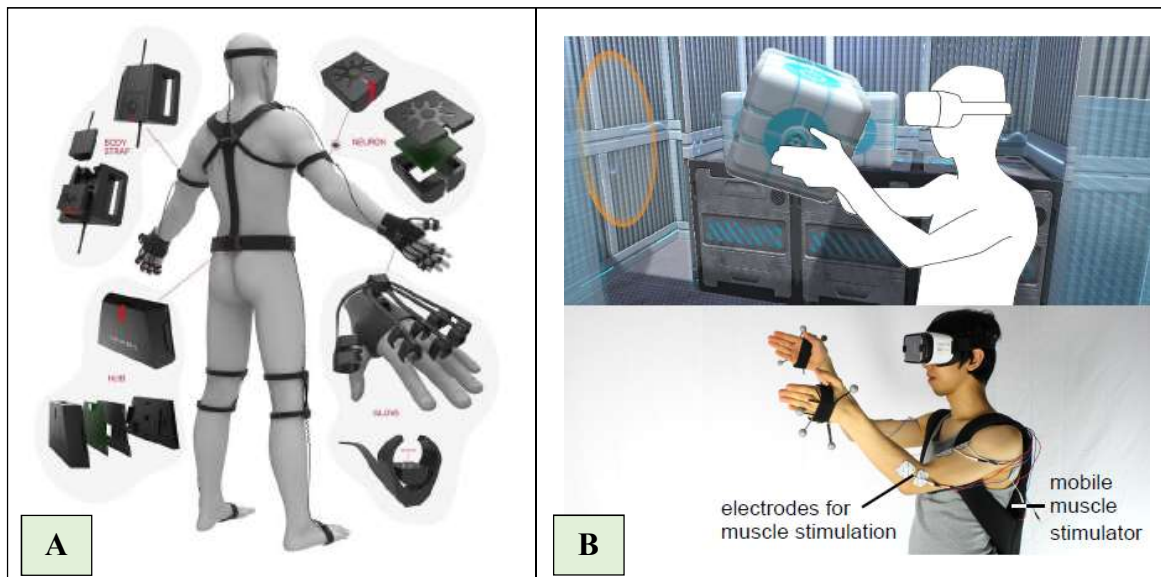 BODY
STRAP
NEURON
HUB
GLOVE
A
electrodes for
muscle stimulation
mobile
muscle
stimulator
B